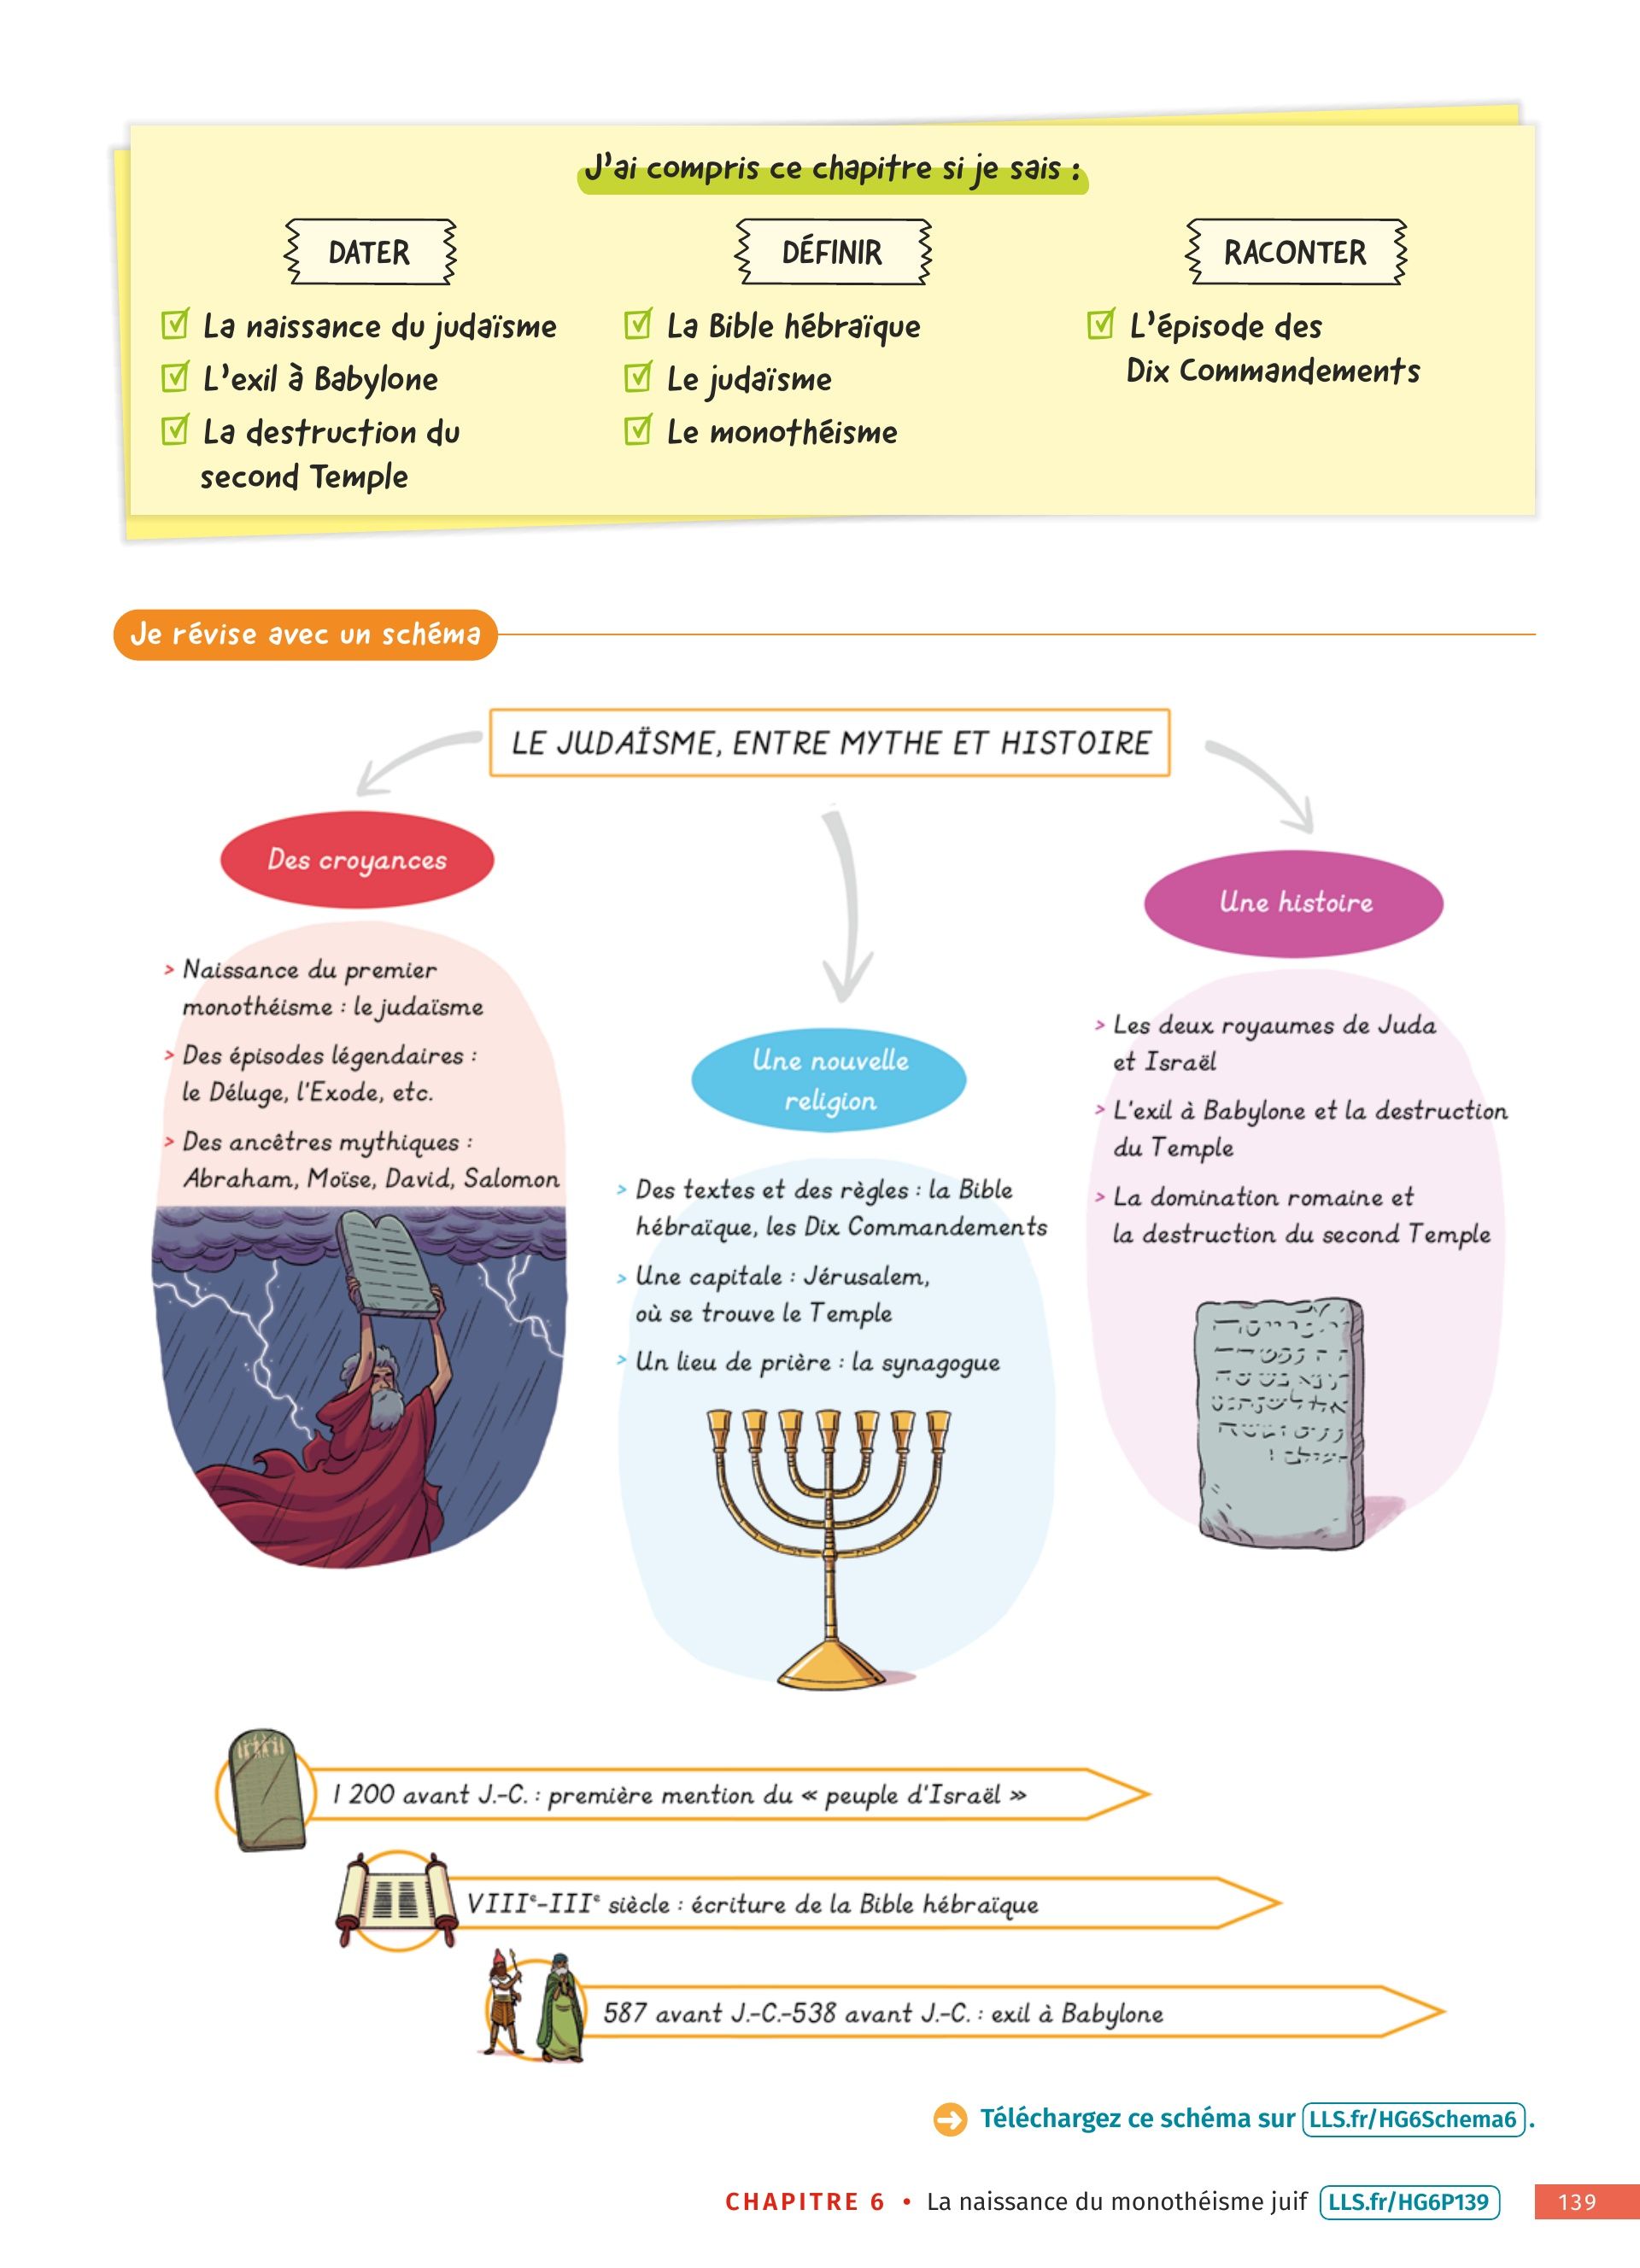 J'ai compris ce chapitre si je sais :
DATER
La naissance du judaïsme
L'exil à Babylone
La destruction du
second Temple
DÉFINIR
La Bible hébraïque
Le judaïsme
Le monothéisme
RACONTER
L'épisode des
Dix Commandements
Je révise avec un schéma
LE JUDAÏSME, ENTRE MYTHE ET HISTOIRE
Des croyances
> Naissance du premier
monothéisme : le judaïsme
> Des épisodes légendaires :
le Déluge, l'Exode, etc.
> Des ancêtres mythiques :
Abraham, Moïse, David, Salomon
Une nouvelle
religion
> Des textes et des règles : la Bible
hébraïque, les Dix Commandements
> Une capitale : Jérusalem,
où se trouve le Temple
> Un lieu de prière : la synagogue
Une histoire
> Les deux royaumes de Juda
et Israël
> L'exil à Babylone et la destruction
du Temple
> La domination romaine et
la destruction du second Temple
1 200 avant J.-C. : première mention du « peuple d'Israël »
VIIIe-IIIe siècle : écriture de la Bible hébraïque
587 avant J.-C.-538 avant J.-C. : exil à Babylone
Téléchargez ce schéma sur LLS.fr/HG6Schema6.
CHAPITRE 6 • La naissance du monothéisme juif LLS.fr/HG6P139 139